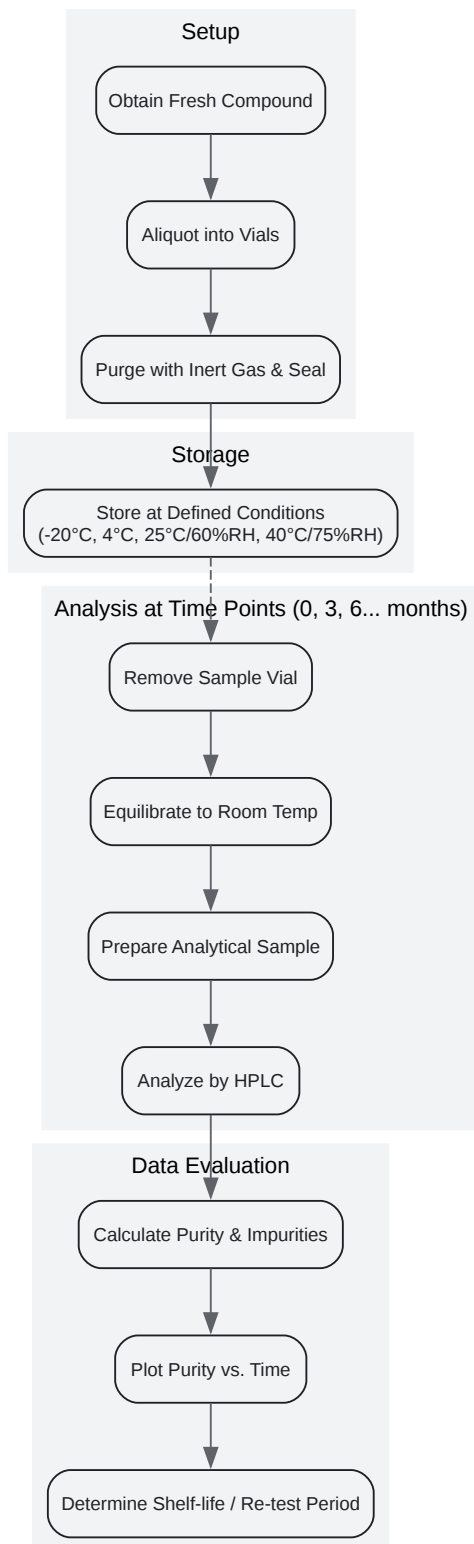 Setup
Obtain Fresh Compound
Aliquot into Vials
Purge with Inert Gas & Seal
Storage
Store at Defined Conditions
(-20°C, 4°C, 25°C/60%RH, 40°C/75%RH)
Analysis at Time Points (0, 3, 6... months)
Remove Sample Vial
Equilibrate to Room Temp
Prepare Analytical Sample
Analyze by HPLC
Data Evaluation
Calculate Purity & Impurities
Plot Purity vs. Time
Determine Shelf-life / Re-test Period